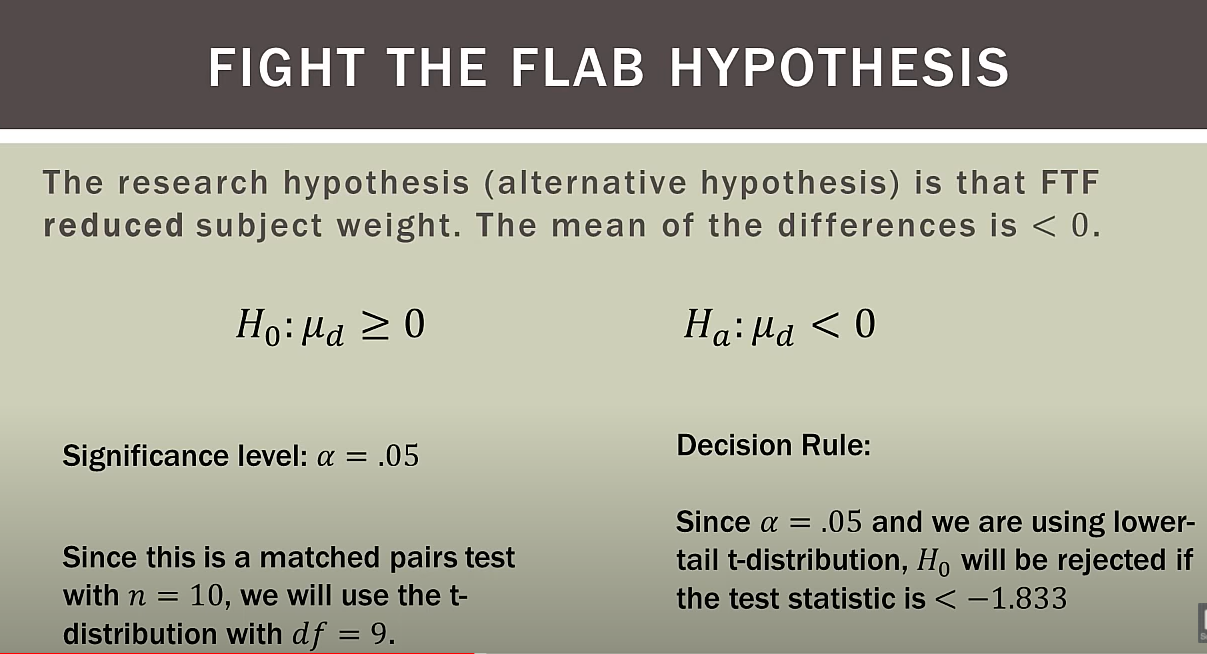 FIGHT THE FLAB HYPOTHESIS
The research hypothesis (alternative hypothesis) is that FTF
reduced subject weight. The mean of the differences is < 0.
H₀: μ_d ≥ 0
Hₐ: μ_d < 0
Significance level: α = .05
Since this is a matched pairs test
with n = 10, we will use the t-
distribution with df = 9.
Decision Rule:
Since α = .05 and we are using lower-
tail t-distribution, H₀ will be rejected if
the test statistic is < −1.833